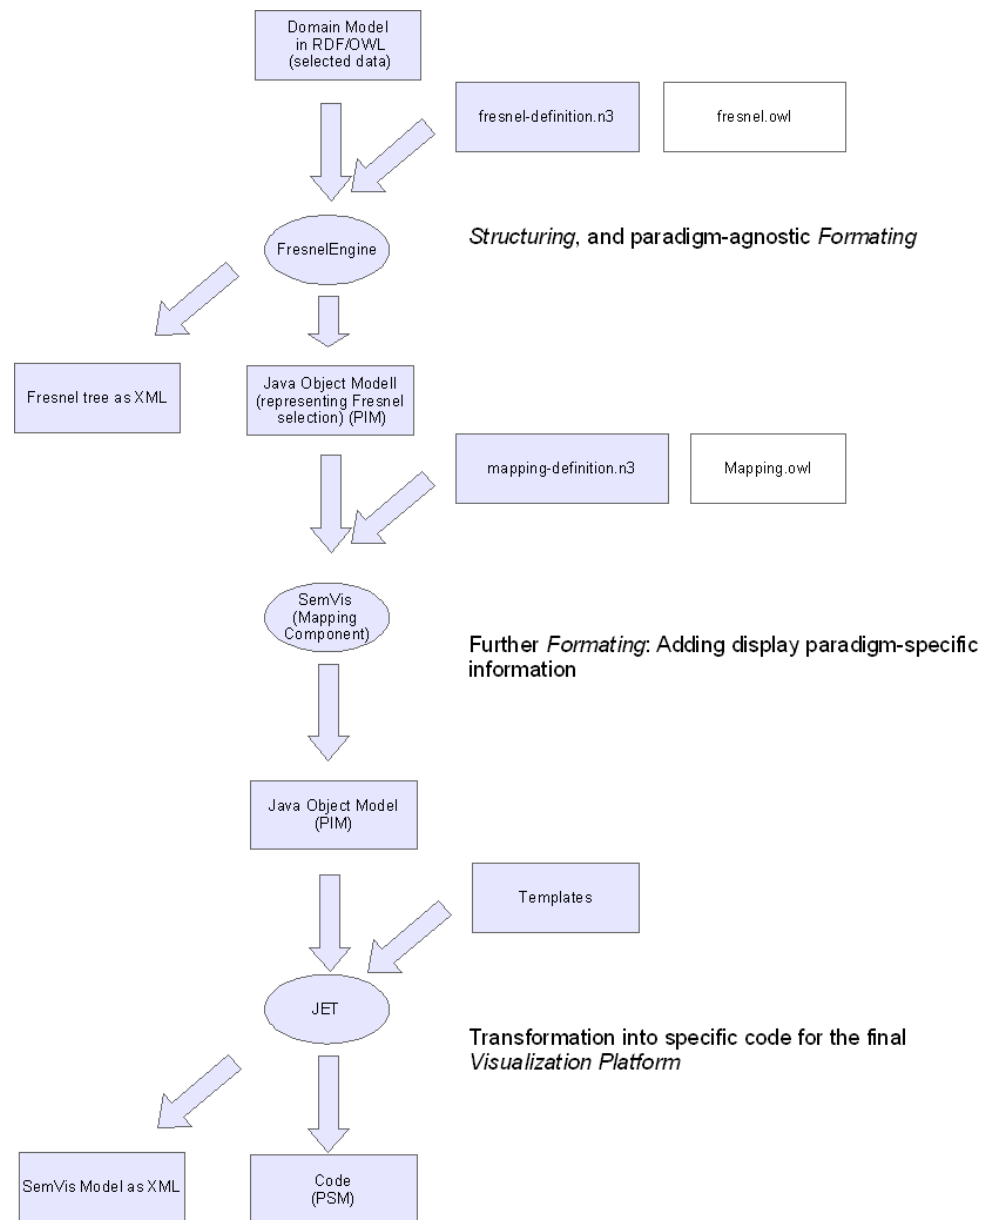 Domain Model
in RDF/OWL
(selected data)
fresnel-definition.n3
fresnel.owl
FresnelEngine
Structuring, and paradigm-agnostic Formating
Fresnel tree as XML
Java Object Modell
(representing Fresnel
selection) (PIM)
mapping-definition.n3
Mapping.owl
SemVis
(Mapping
Component)
Further Formating: Adding display paradigm-specific
information
Java Object Model
(PIM)
Templates
JET
Transformation into specific code for the final
Visualization Platform
SemVis Model as XML
Code
(PSM)